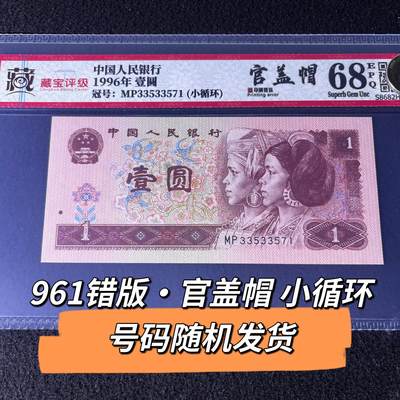 藏 藏宝评级
中国人民银行
1996年 壹圆
冠号: MP33533571 (小循环)
官盖帽
Printing error
68 EPQ
Superb Gem Unc
S8682H
中国人民银行
1
壹圆
1
MP33533571
1
961错版·官盖帽 小循环
号码随机发货